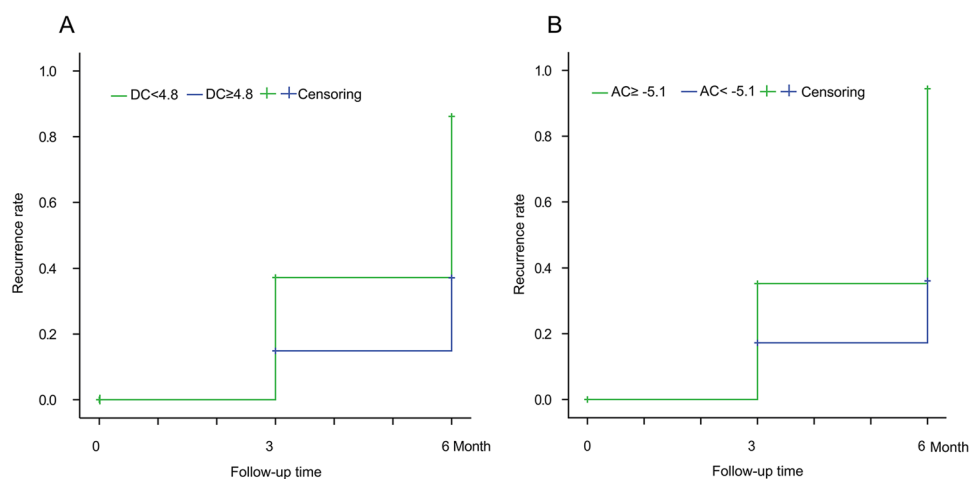 A
1.0
DC<4.8 DC≥4.8 Censoring
0.8
0.6
0.4
0.2
0.0
Recurrence rate
0 3 6 Month
Follow-up time
B
1.0
AC≥ -5.1 AC< -5.1 Censoring
0.8
0.6
0.4
0.2
0.0
Recurrence rate
0 3 6 Month
Follow-up time